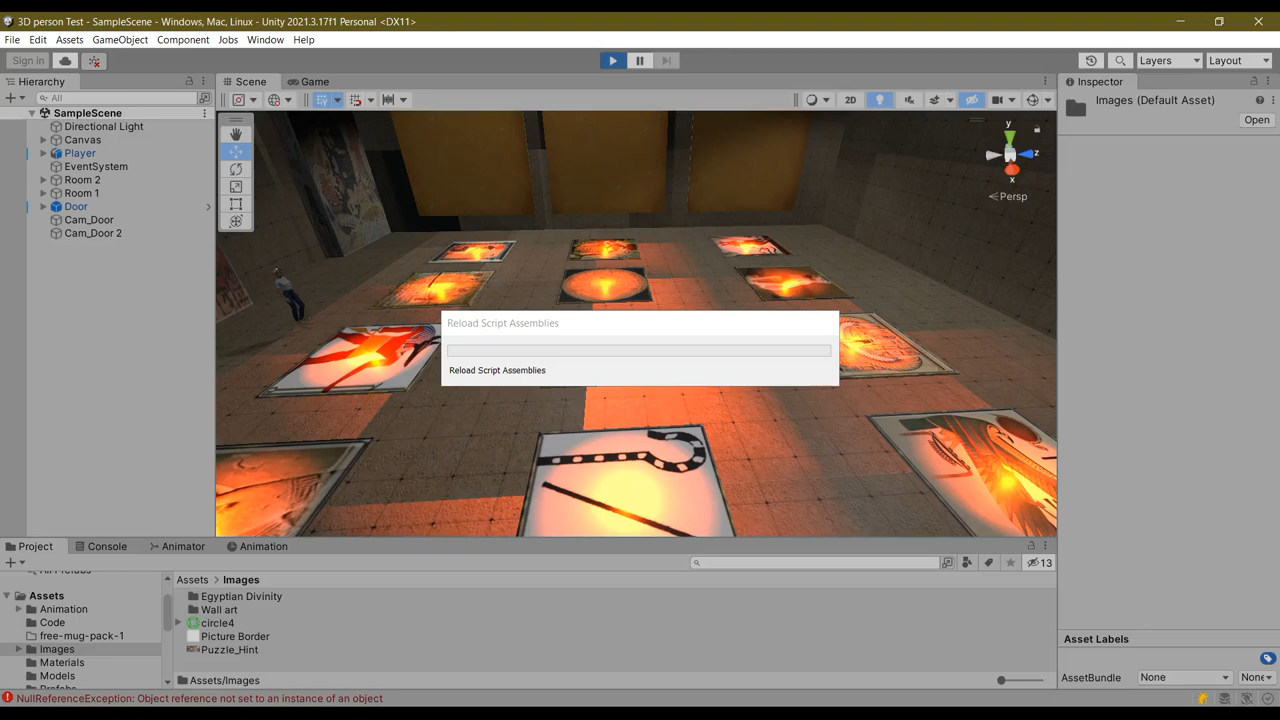 3D person Test - SampleScene - Windows, Mac, Linux - Unity 2021.3.17f1 Personal <DX11>
File Edit Assets GameObject Component Jobs Window Help
Sign in Layers Layout
Hierarchy Scene Game Inspector
All 2D Images (Default Asset)
Open
SampleScene
Directional Light
Canvas
Player
EventSystem
Room 2
Room 1
Door
Cam_Door
Cam_Door 2
y
z
x
Persp
Reload Script Assemblies
Reload Script Assemblies
Project Console Animator Animation
13
Assets > Images
Assets
Animation
Code
free-mug-pack-1
Images
Materials
Models
Egyptian Divinity
Wall art
circle4
Picture Border
Puzzle_Hint
Assets/Images
Asset Labels
AssetBundle None None
NullReferenceException: Object reference not set to an instance of an object